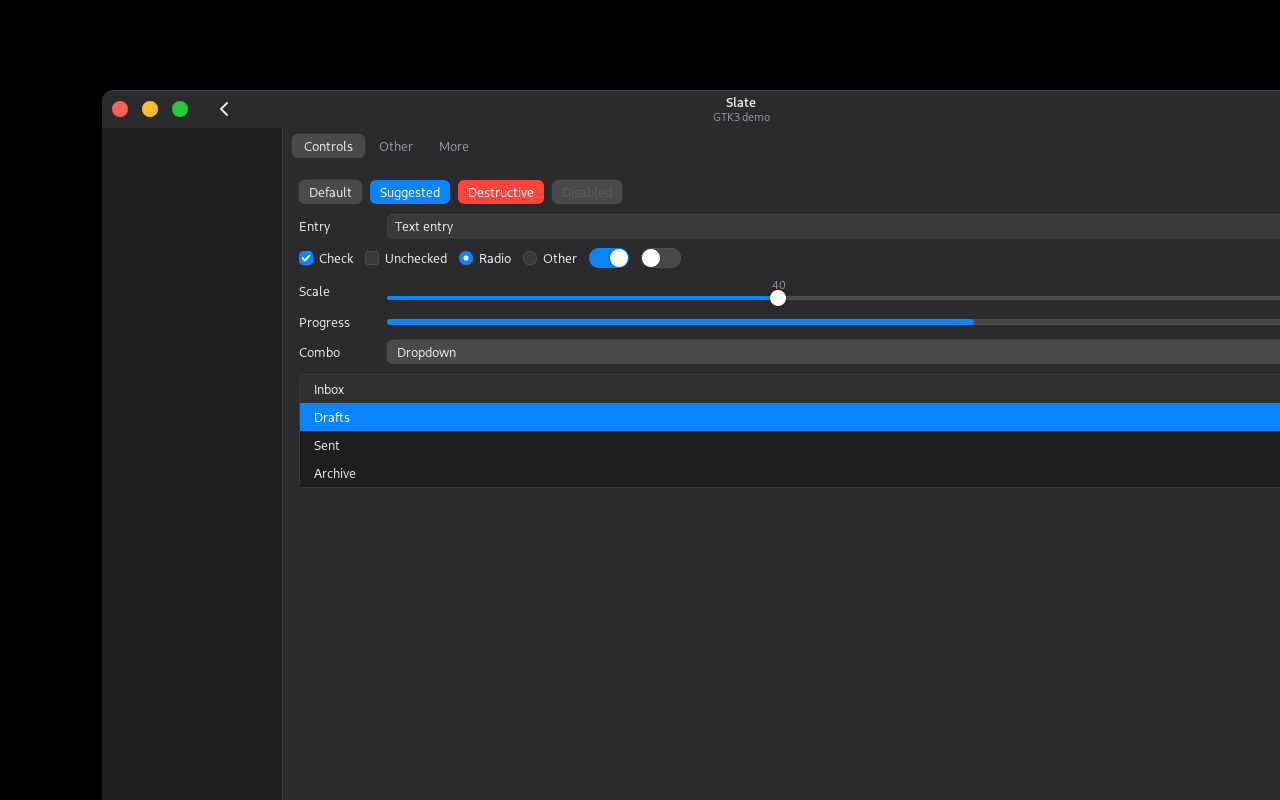 Slate
GTK3 demo
Controls Other More
Default Suggested Destructive Disabled
Entry Text entry
Check Unchecked Radio Other
40
Scale
Progress
Combo Dropdown
Inbox
Drafts
Sent
Archive